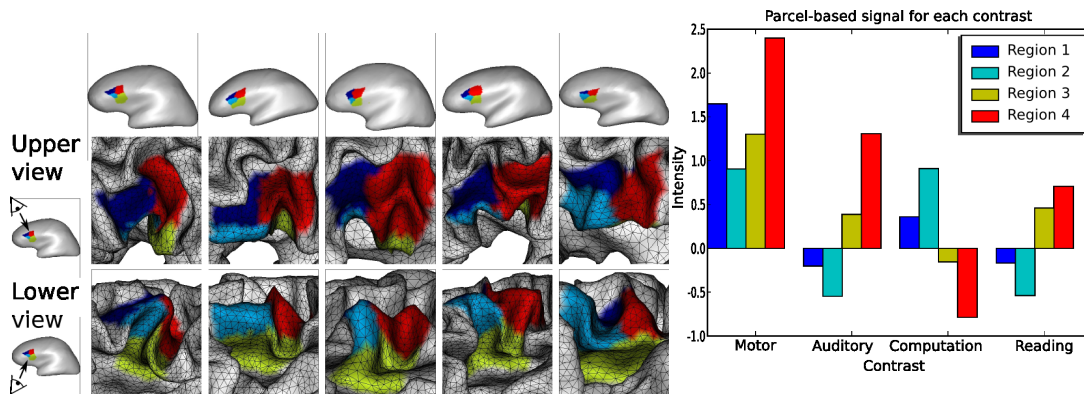 Upper
view
Lower
view
Parcel-based signal for each contrast
2.5
2.0
1.5
1.0
0.5
0.0
-0.5
-1.0
Intensity
Region 1
Region 2
Region 3
Region 4
Motor Auditory Computation Reading
Contrast